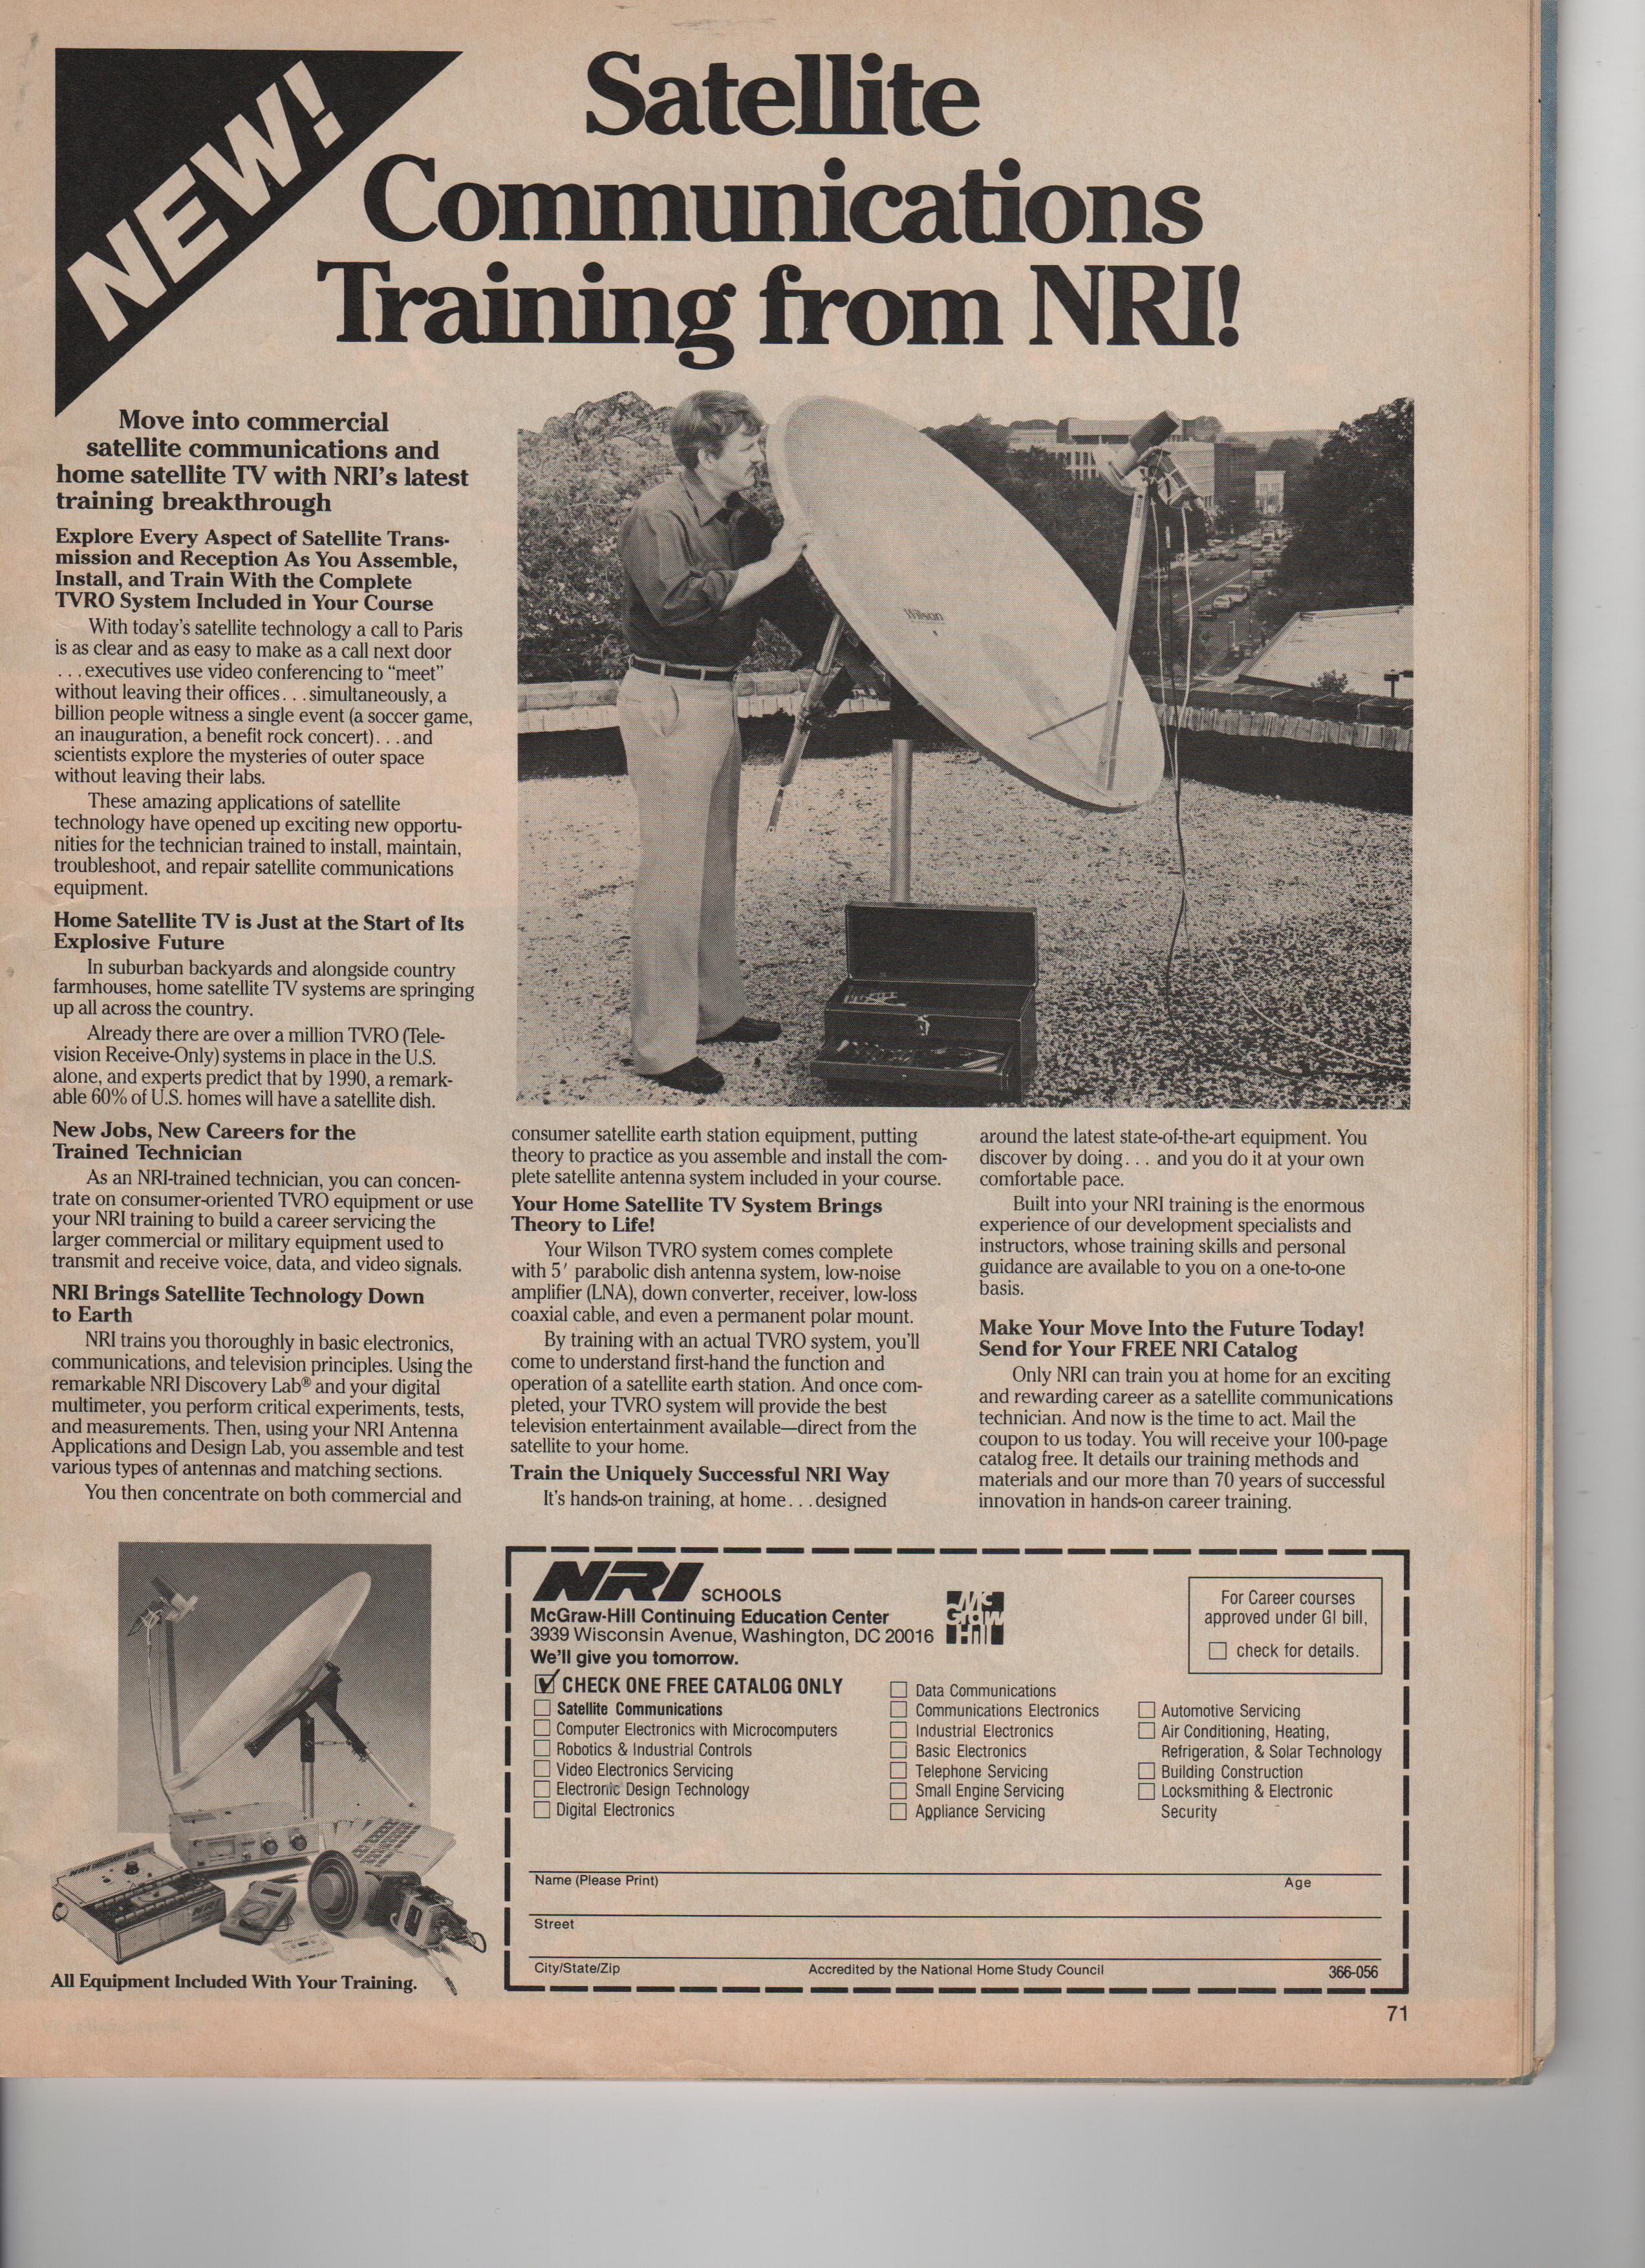 NEW!
Satellite
Communications
Training from NRI!
Move into commercial
satellite communications and
home satellite TV with NRI's latest
training breakthrough
Explore Every Aspect of Satellite Trans-
mission and Reception As You Assemble,
Install, and Train With the Complete
TVRO System Included in Your Course
With today's satellite technology a call to Paris
is as clear and as easy to make as a call next door
. . . executives use video conferencing to “meet”
without leaving their offices. . . simultaneously, a
billion people witness a single event (a soccer game,
an inauguration, a benefit rock concert). . . and
scientists explore the mysteries of outer space
without leaving their labs.
These amazing applications of satellite
technology have opened up exciting new opportu-
nities for the technician trained to install, maintain,
troubleshoot, and repair satellite communications
equipment.
Home Satellite TV is Just at the Start of Its
Explosive Future
In suburban backyards and alongside country
farmhouses, home satellite TV systems are springing
up all across the country.
Already there are over a million TVRO (Tele-
vision Receive-Only) systems in place in the U.S.
alone, and experts predict that by 1990, a remark-
able 60% of U.S. homes will have a satellite dish.
New Jobs, New Careers for the
Trained Technician
As an NRI-trained technician, you can concen-
trate on consumer-oriented TVRO equipment or use
your NRI training to build a career servicing the
larger commercial or military equipment used to
transmit and receive voice, data, and video signals.
NRI Brings Satellite Technology Down
to Earth
NRI trains you thoroughly in basic electronics,
communications, and television principles. Using the
remarkable NRI Discovery Lab® and your digital
multimeter, you perform critical experiments, tests,
and measurements. Then, using your NRI Antenna
Applications and Design Lab, you assemble and test
various types of antennas and matching sections.
You then concentrate on both commercial and
Wilson
consumer satellite earth station equipment, putting
theory to practice as you assemble and install the com-
plete satellite antenna system included in your course.
Your Home Satellite TV System Brings
Theory to Life!
Your Wilson TVRO system comes complete
with 5′ parabolic dish antenna system, low-noise
amplifier (LNA), down converter, receiver, low-loss
coaxial cable, and even a permanent polar mount.
By training with an actual TVRO system, you'll
come to understand first-hand the function and
operation of a satellite earth station. And once com-
pleted, your TVRO system will provide the best
television entertainment available—direct from the
satellite to your home.
Train the Uniquely Successful NRI Way
It's hands-on training, at home. . . designed
around the latest state-of-the-art equipment. You
discover by doing. . . and you do it at your own
comfortable pace.
Built into your NRI training is the enormous
experience of our development specialists and
instructors, whose training skills and personal
guidance are available to you on a one-to-one
basis.
Make Your Move Into the Future Today!
Send for Your FREE NRI Catalog
Only NRI can train you at home for an exciting
and rewarding career as a satellite communications
technician. And now is the time to act. Mail the
coupon to us today. You will receive your 100-page
catalog free. It details our training methods and
materials and our more than 70 years of successful
innovation in hands-on career training.
NRI DISCOVERY LAB
NRI
All Equipment Included With Your Training.
NRI SCHOOLS
McGraw-Hill Continuing Education Center
3939 Wisconsin Avenue, Washington, DC 20016
We'll give you tomorrow.
Mc
Graw
Hill
For Career courses
approved under GI bill,
check for details.
CHECK ONE FREE CATALOG ONLY
Satellite Communications
Computer Electronics with Microcomputers
Robotics & Industrial Controls
Video Electronics Servicing
Electronic Design Technology
Digital Electronics
Data Communications
Communications Electronics
Industrial Electronics
Basic Electronics
Telephone Servicing
Small Engine Servicing
Appliance Servicing
Automotive Servicing
Air Conditioning, Heating,
Refrigeration, & Solar Technology
Building Construction
Locksmithing & Electronic
Security
Name (Please Print) Age
Street
City/State/Zip Accredited by the National Home Study Council 366-056
71